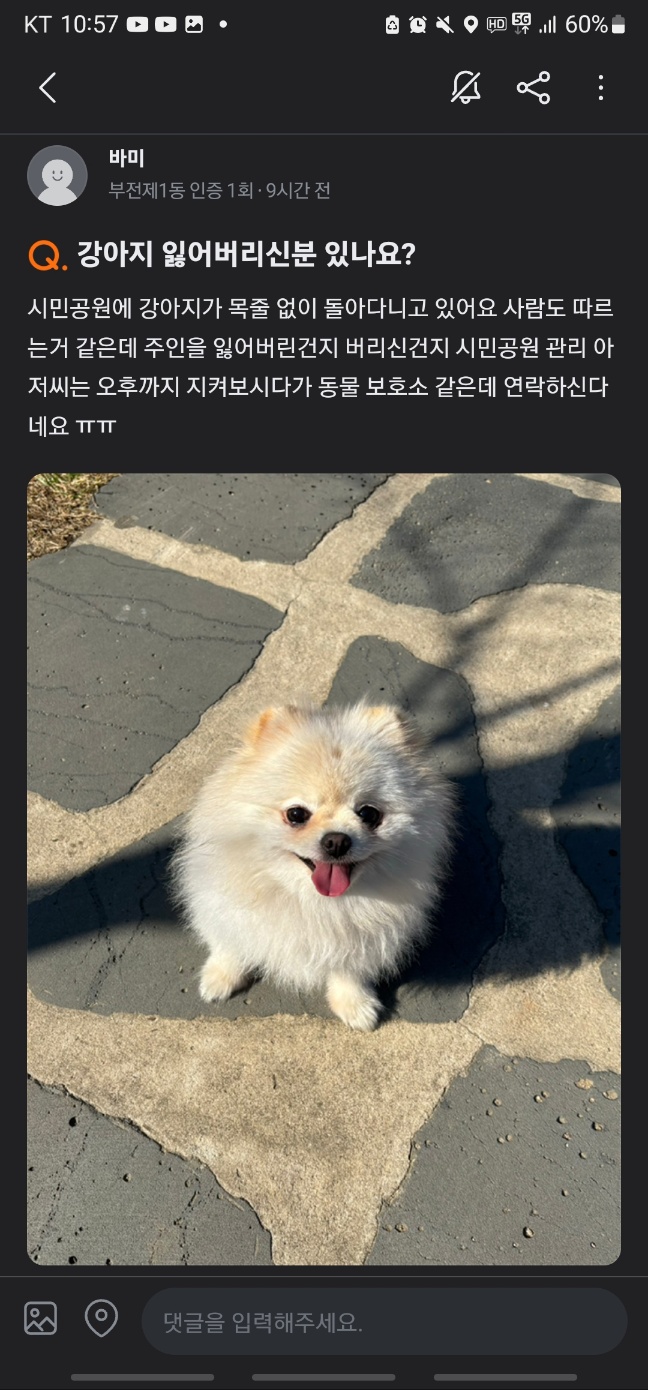 KT 10:57 HD 5G 60%
바미
부전제1동 인증 1회 · 9시간 전
Q. 강아지 잃어버리신분 있나요?
시민공원에 강아지가 목줄 없이 돌아다니고 있어요 사람도 따르
는거 같은데 주인을 잃어버린건지 버리신건지 시민공원 관리 아
저씨는 오후까지 지켜보시다가 동물 보호소 같은데 연락하신다
네요 ㅠㅠ
댓글을 입력해주세요.